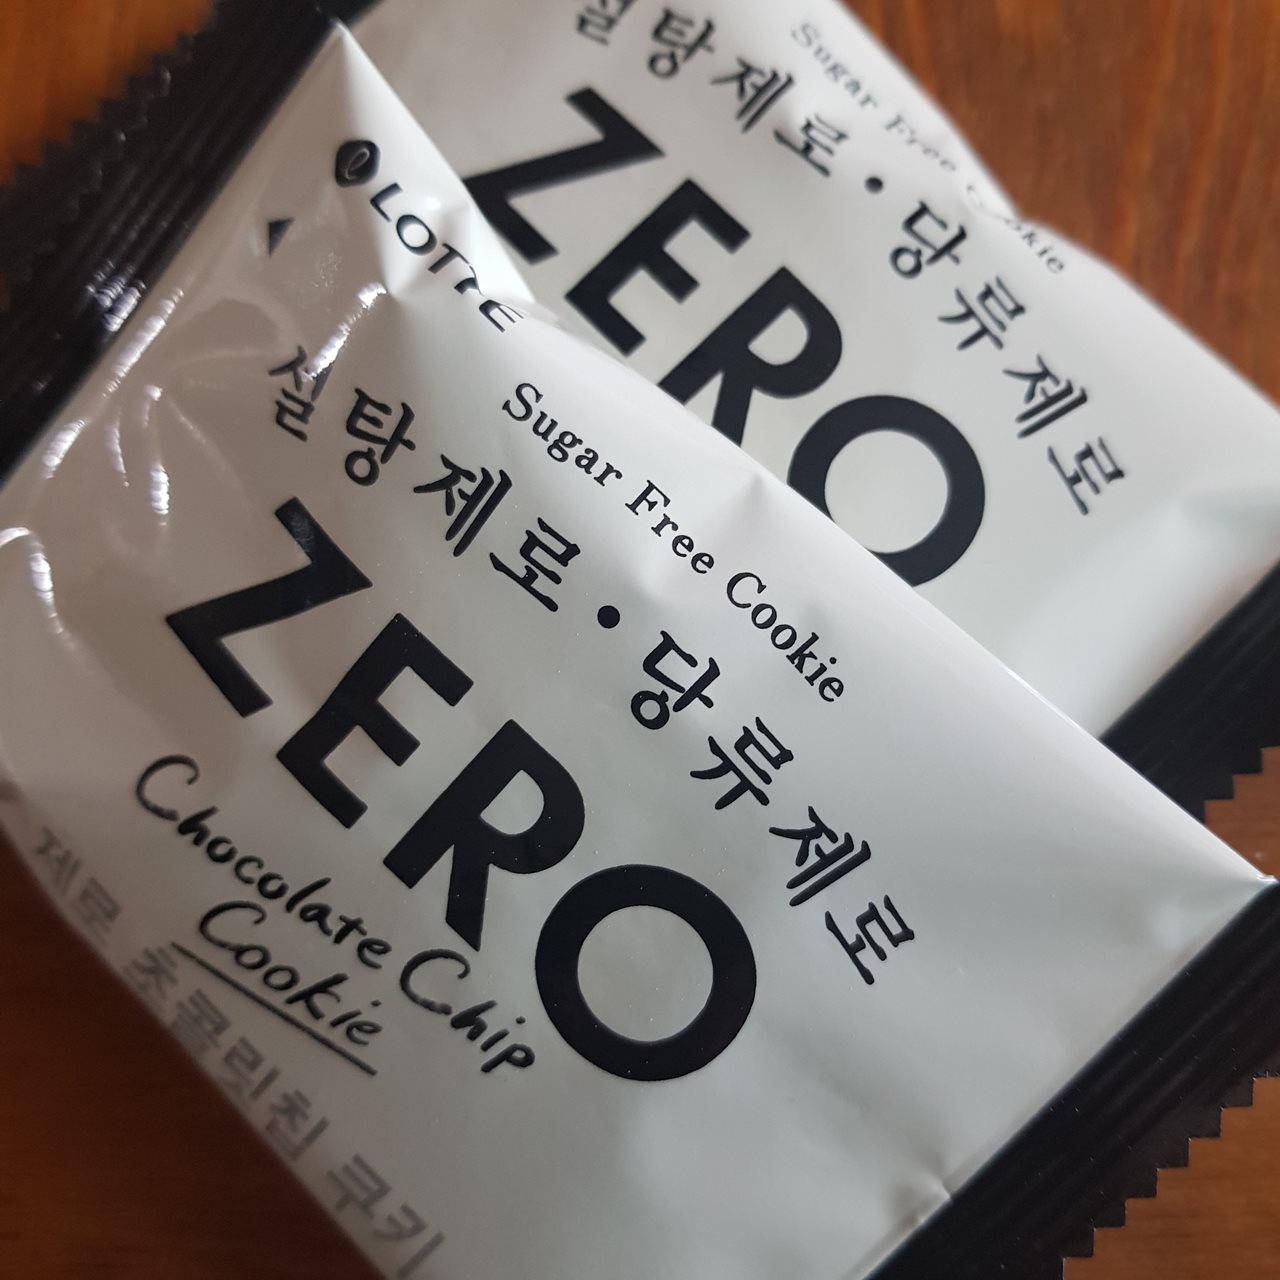 Sugar Free Cookie
설탕제로·당류제로
ZERO
LOTTE
Sugar Free Cookie
설탕제로·당류제로
ZERO
Chocolate Chip
Cookie
제로 초콜릿칩 쿠키